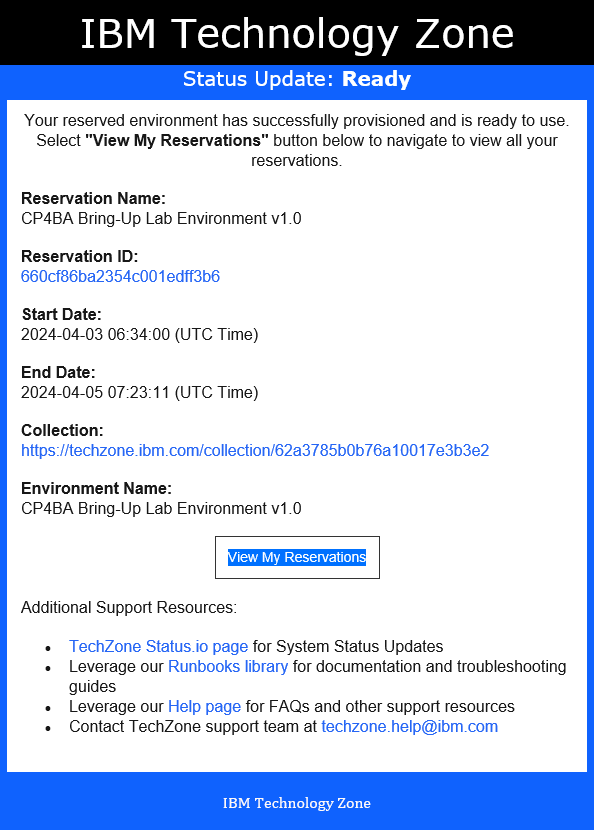 IBM Technology Zone
Status Update: Ready
Your reserved environment has successfully provisioned and is ready to use.
Select "View My Reservations" button below to navigate to view all your
reservations.
Reservation Name:
CP4BA Bring-Up Lab Environment v1.0
Reservation ID:
660cf86ba2354c001edff3b6
Start Date:
2024-04-03 06:34:00 (UTC Time)
End Date:
2024-04-05 07:23:11 (UTC Time)
Collection:
https://techzone.ibm.com/collection/62a3785b0b76a10017e3b3e2
Environment Name:
CP4BA Bring-Up Lab Environment v1.0
View My Reservations
Additional Support Resources:
• TechZone Status.io page for System Status Updates
• Leverage our Runbooks library for documentation and troubleshooting
guides
• Leverage our Help page for FAQs and other support resources
• Contact TechZone support team at techzone.help@ibm.com
IBM Technology Zone